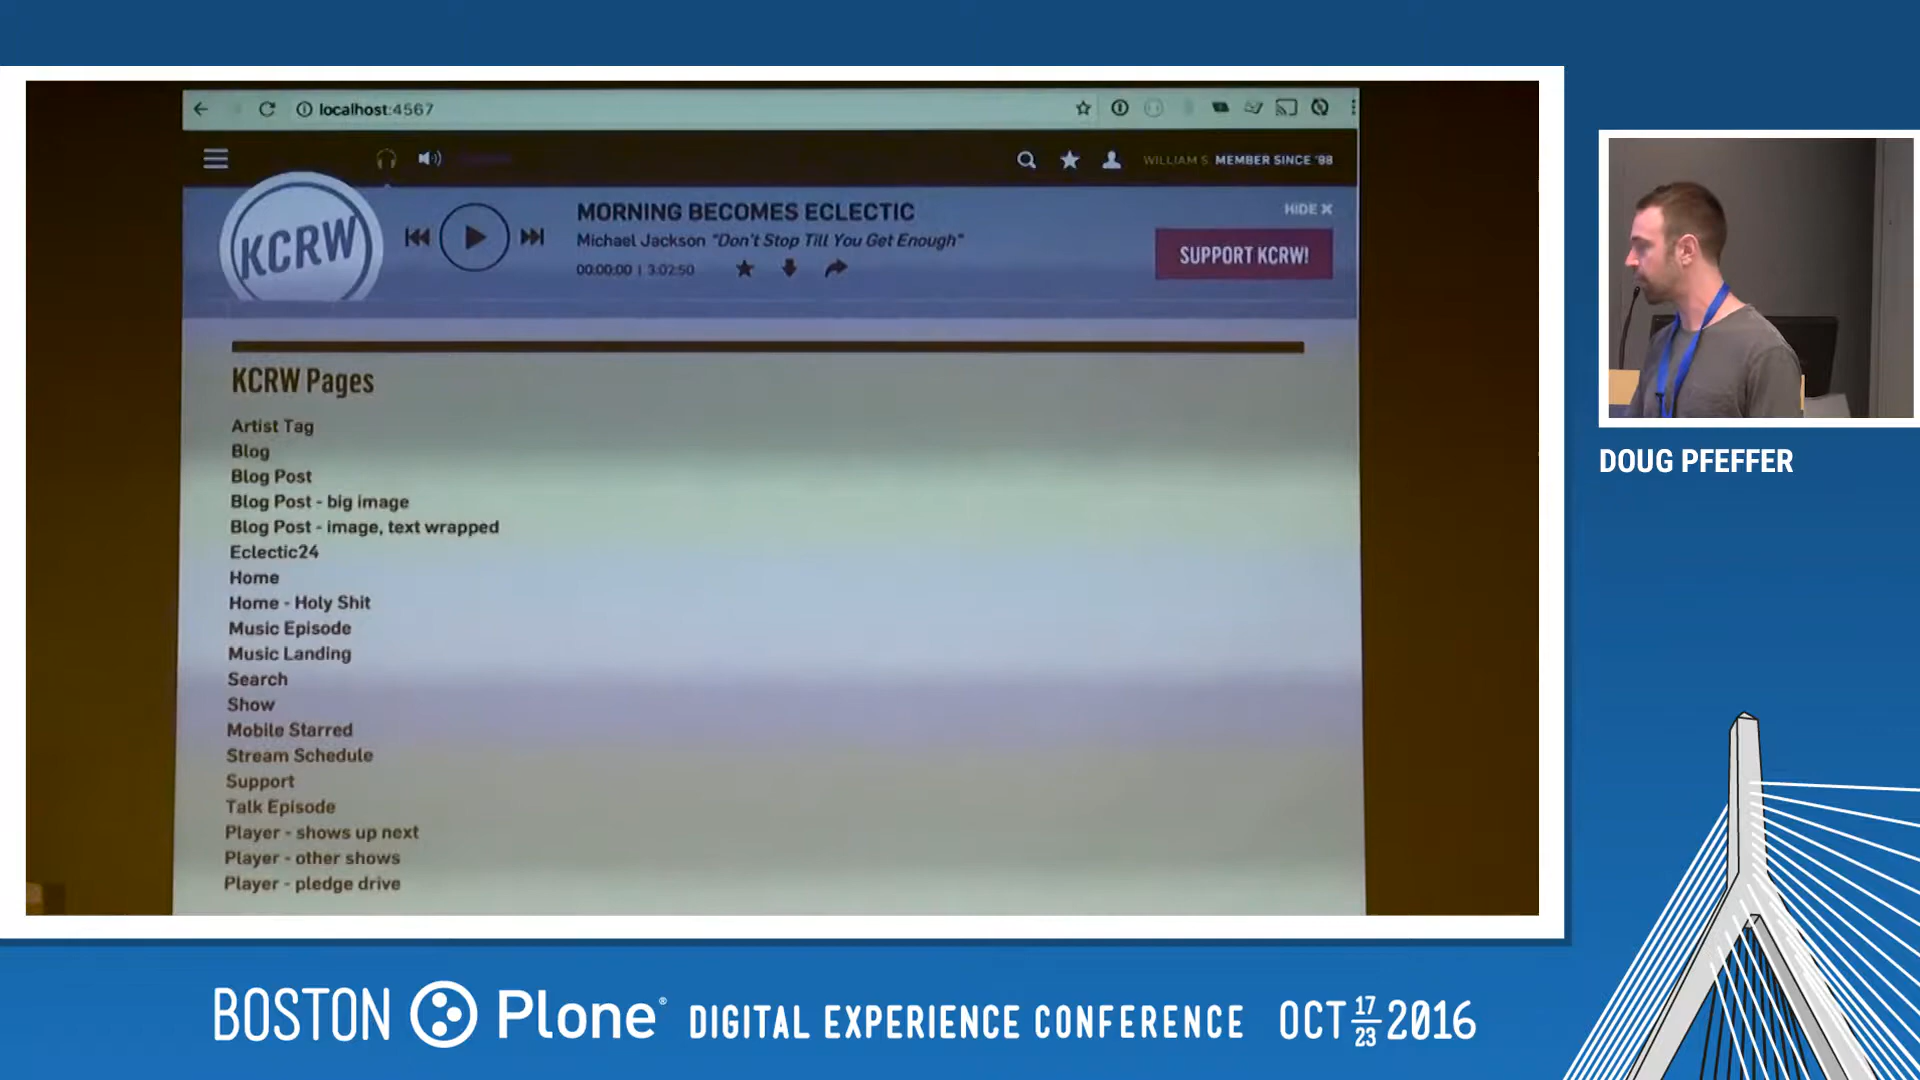 localhost:4567
WILLIAM S MEMBER SINCE '98
KCRW
MORNING BECOMES ECLECTIC
HIDE X
Michael Jackson "Don't Stop Till You Get Enough"
SUPPORT KCRW!
00:00:00 | 3:02:50
KCRW Pages
Artist Tag
Blog
Blog Post
Blog Post - big image
Blog Post - image, text wrapped
Eclectic24
Home
Home - Holy Shit
Music Episode
Music Landing
Search
Show
Mobile Starred
Stream Schedule
Support
Talk Episode
Player - shows up next
Player - other shows
Player - pledge drive
DOUG PFEFFER
BOSTON Plone® DIGITAL EXPERIENCE CONFERENCE OCT 17 23 2016